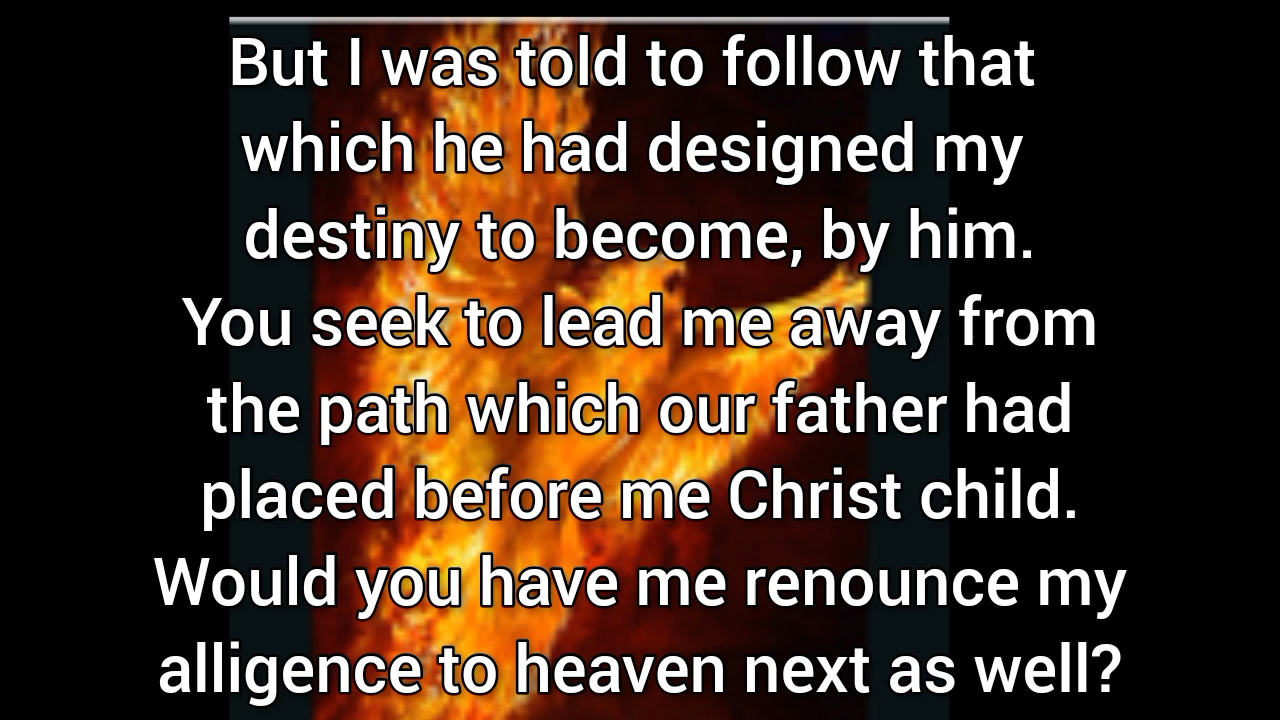 But I was told to follow that
which he had designed my
destiny to become, by him.
You seek to lead me away from
the path which our father had
placed before me Christ child.
Would you have me renounce my
alligence to heaven next as well?